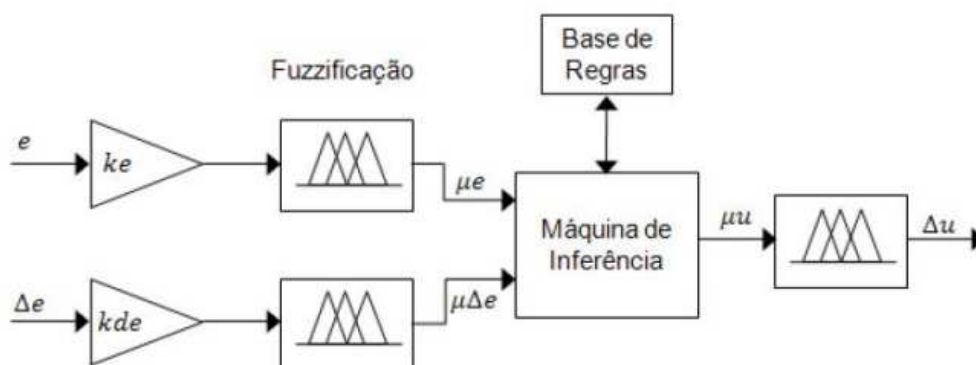 Base de
Regras
Fuzzificação
e
ke
μe
Máquina de
Inferência
μu
Δu
Δe
kde
μΔe